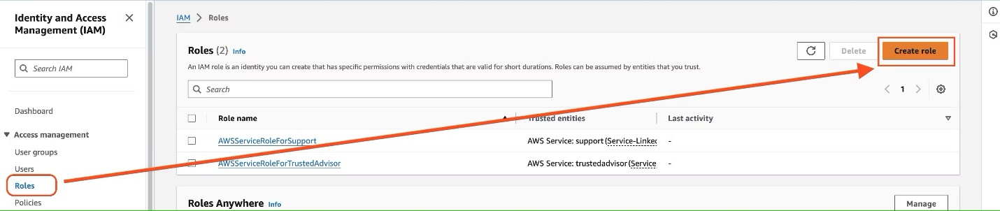 Identity and Access
Management (IAM)
Search IAM
Dashboard
Access management
User groups
Users
Roles
Policies
IAM > Roles
Roles (2) Info
Delete
Create role
An IAM role is an identity you can create that has specific permissions with credentials that are valid for short durations. Roles can be assumed by entities that you trust.
Search
1
Role name Trusted entities Last activity
AWSServiceRoleForSupport AWS Service: support (Service-Linked -
AWSServiceRoleForTrustedAdvisor AWS Service: trustedadvisor (Service -
Roles Anywhere Info
Manage